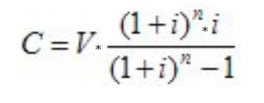 C = V * (1+i)^n * i / ((1+i)^n − 1)